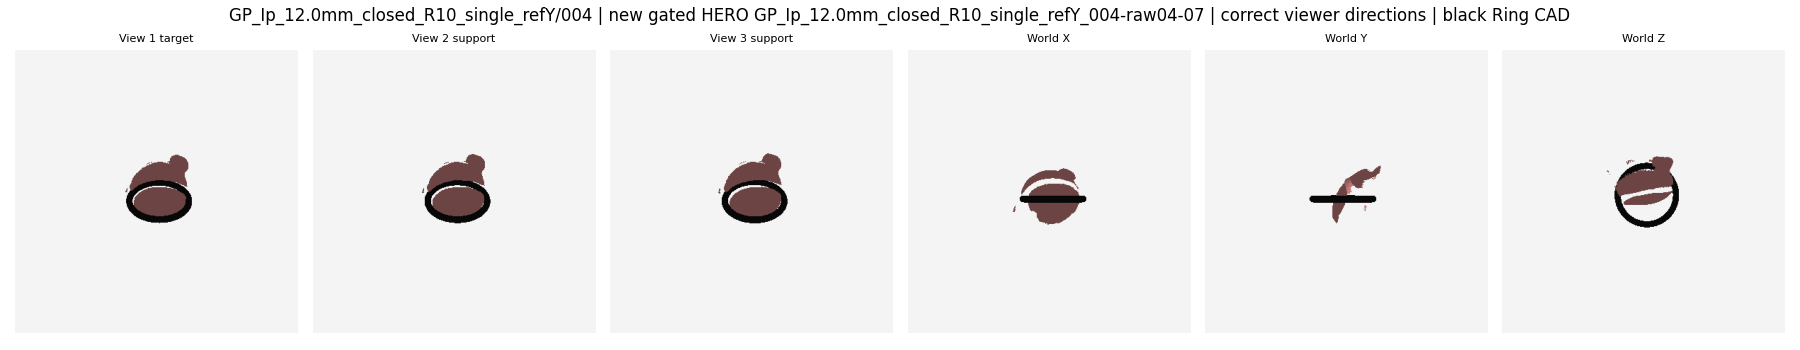 GP_Ip_12.0mm_closed_R10_single_refY/004 | new gated HERO GP_Ip_12.0mm_closed_R10_single_refY_004-raw04-07 | correct viewer directions | black Ring CAD
View 1 target
View 2 support
View 3 support
World X
World Y
World Z